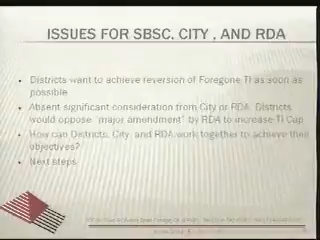 ISSUES FOR SBSC, CITY , AND RDA
• Districts want to achieve reversion of Foregone TI as soon as
possible
• Absent significant consideration from City or RDA, Districts
would oppose "major amendment" by RDA to increase TI Cap
• How can Districts, City, and RDA work together to achieve their
objectives?
• Next steps